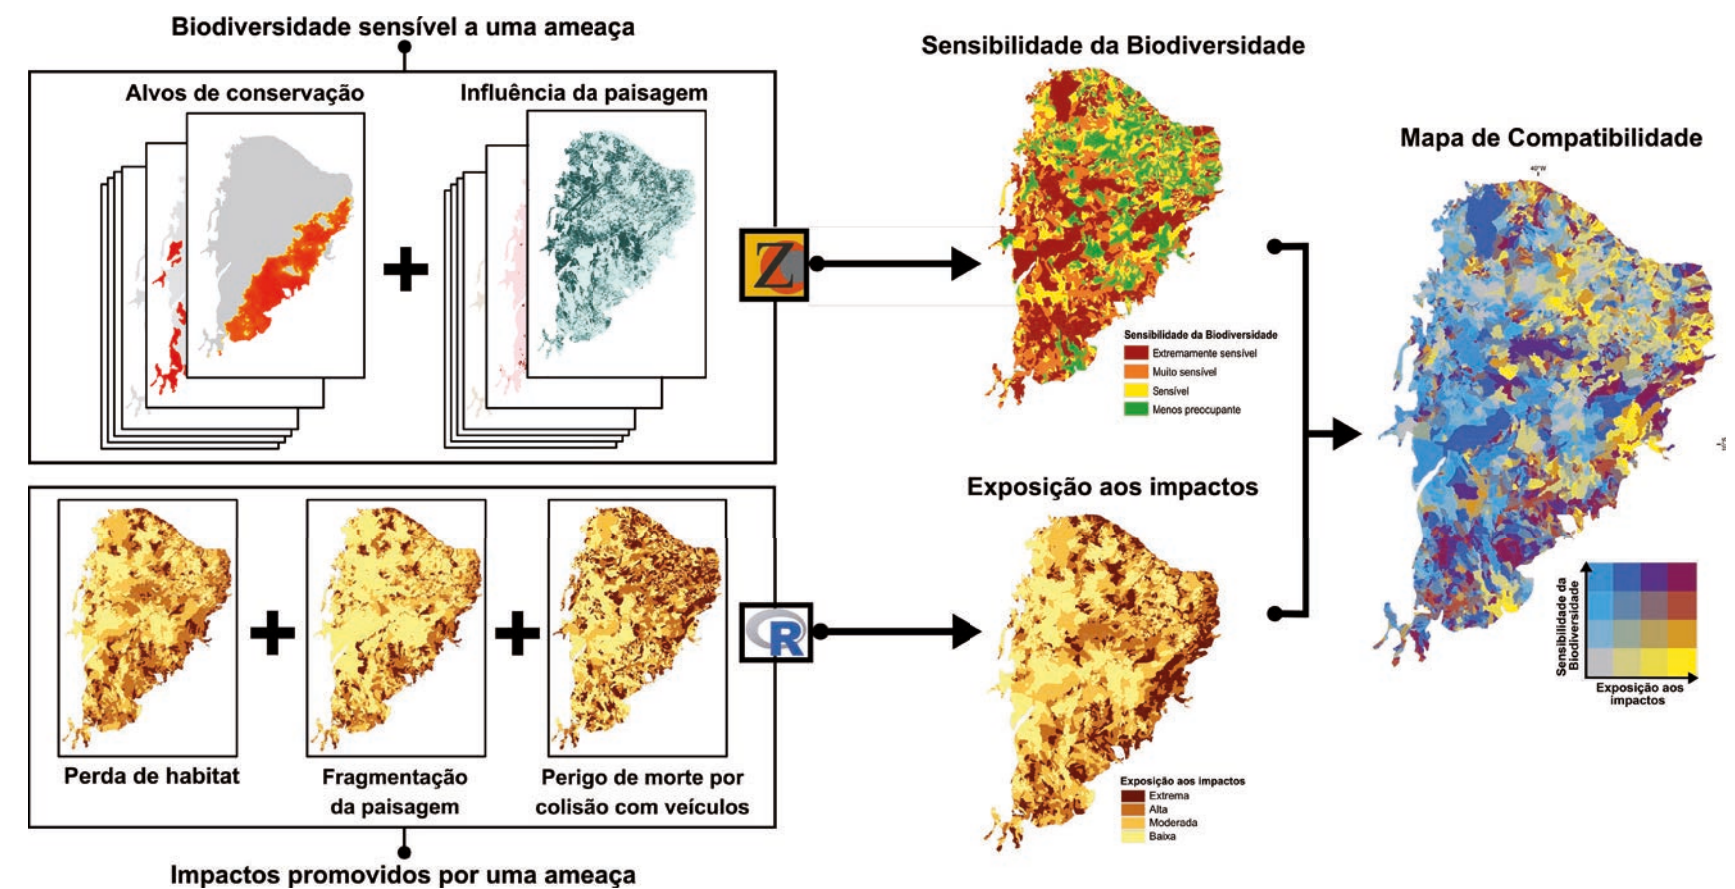 Biodiversidade sensível a uma ameaça
Alvos de conservação
Influência da paisagem
Z
Sensibilidade da Biodiversidade
Sensibilidade da Biodiversidade
Extremamente sensível
Muito sensível
Sensível
Menos preocupante
Perda de habitat
Fragmentação
da paisagem
Perigo de morte por
colisão com veículos
Impactos promovidos por uma ameaça
R
Exposição aos impactos
Exposição aos impactos
Extrema
Alta
Moderada
Baixa
Mapa de Compatibilidade
40°W
Sensibilidade da
Biodiversidade
Exposição aos
impactos